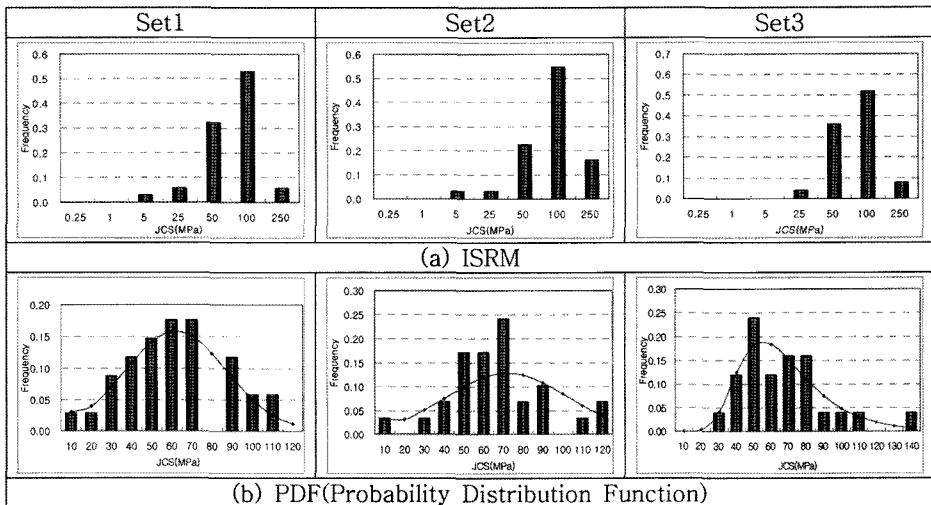 Set1 Set2 Set3
Frequency
0.6
0.5
0.4
0.3
0.2
0.1
0.0
0.25 1 5 25 50 100 250
JCS(MPa)
Frequency
0.6
0.5
0.4
0.3
0.2
0.1
0.0
0.25 1 5 25 50 100 250
JCS(MPa)
Frequency
0.7
0.6
0.5
0.4
0.3
0.2
0.1
0.0
0.25 1 5 25 50 100 250
JCS(MPa)
(a) ISRM
Frequency
0.20
0.15
0.10
0.05
0.00
10 20 30 40 50 60 70 80 90 100 110 120
JCS(MPa)
Frequency
0.30
0.25
0.20
0.15
0.10
0.05
0.00
10 20 30 40 50 60 70 80 90 100 110 120
JCS(MPa)
Frequency
0.30
0.25
0.20
0.15
0.10
0.05
0.00
10 20 30 40 50 60 70 80 90 100 110 120 130 140
JCS(MPa)
(b) PDF(Probability Distribution Function)